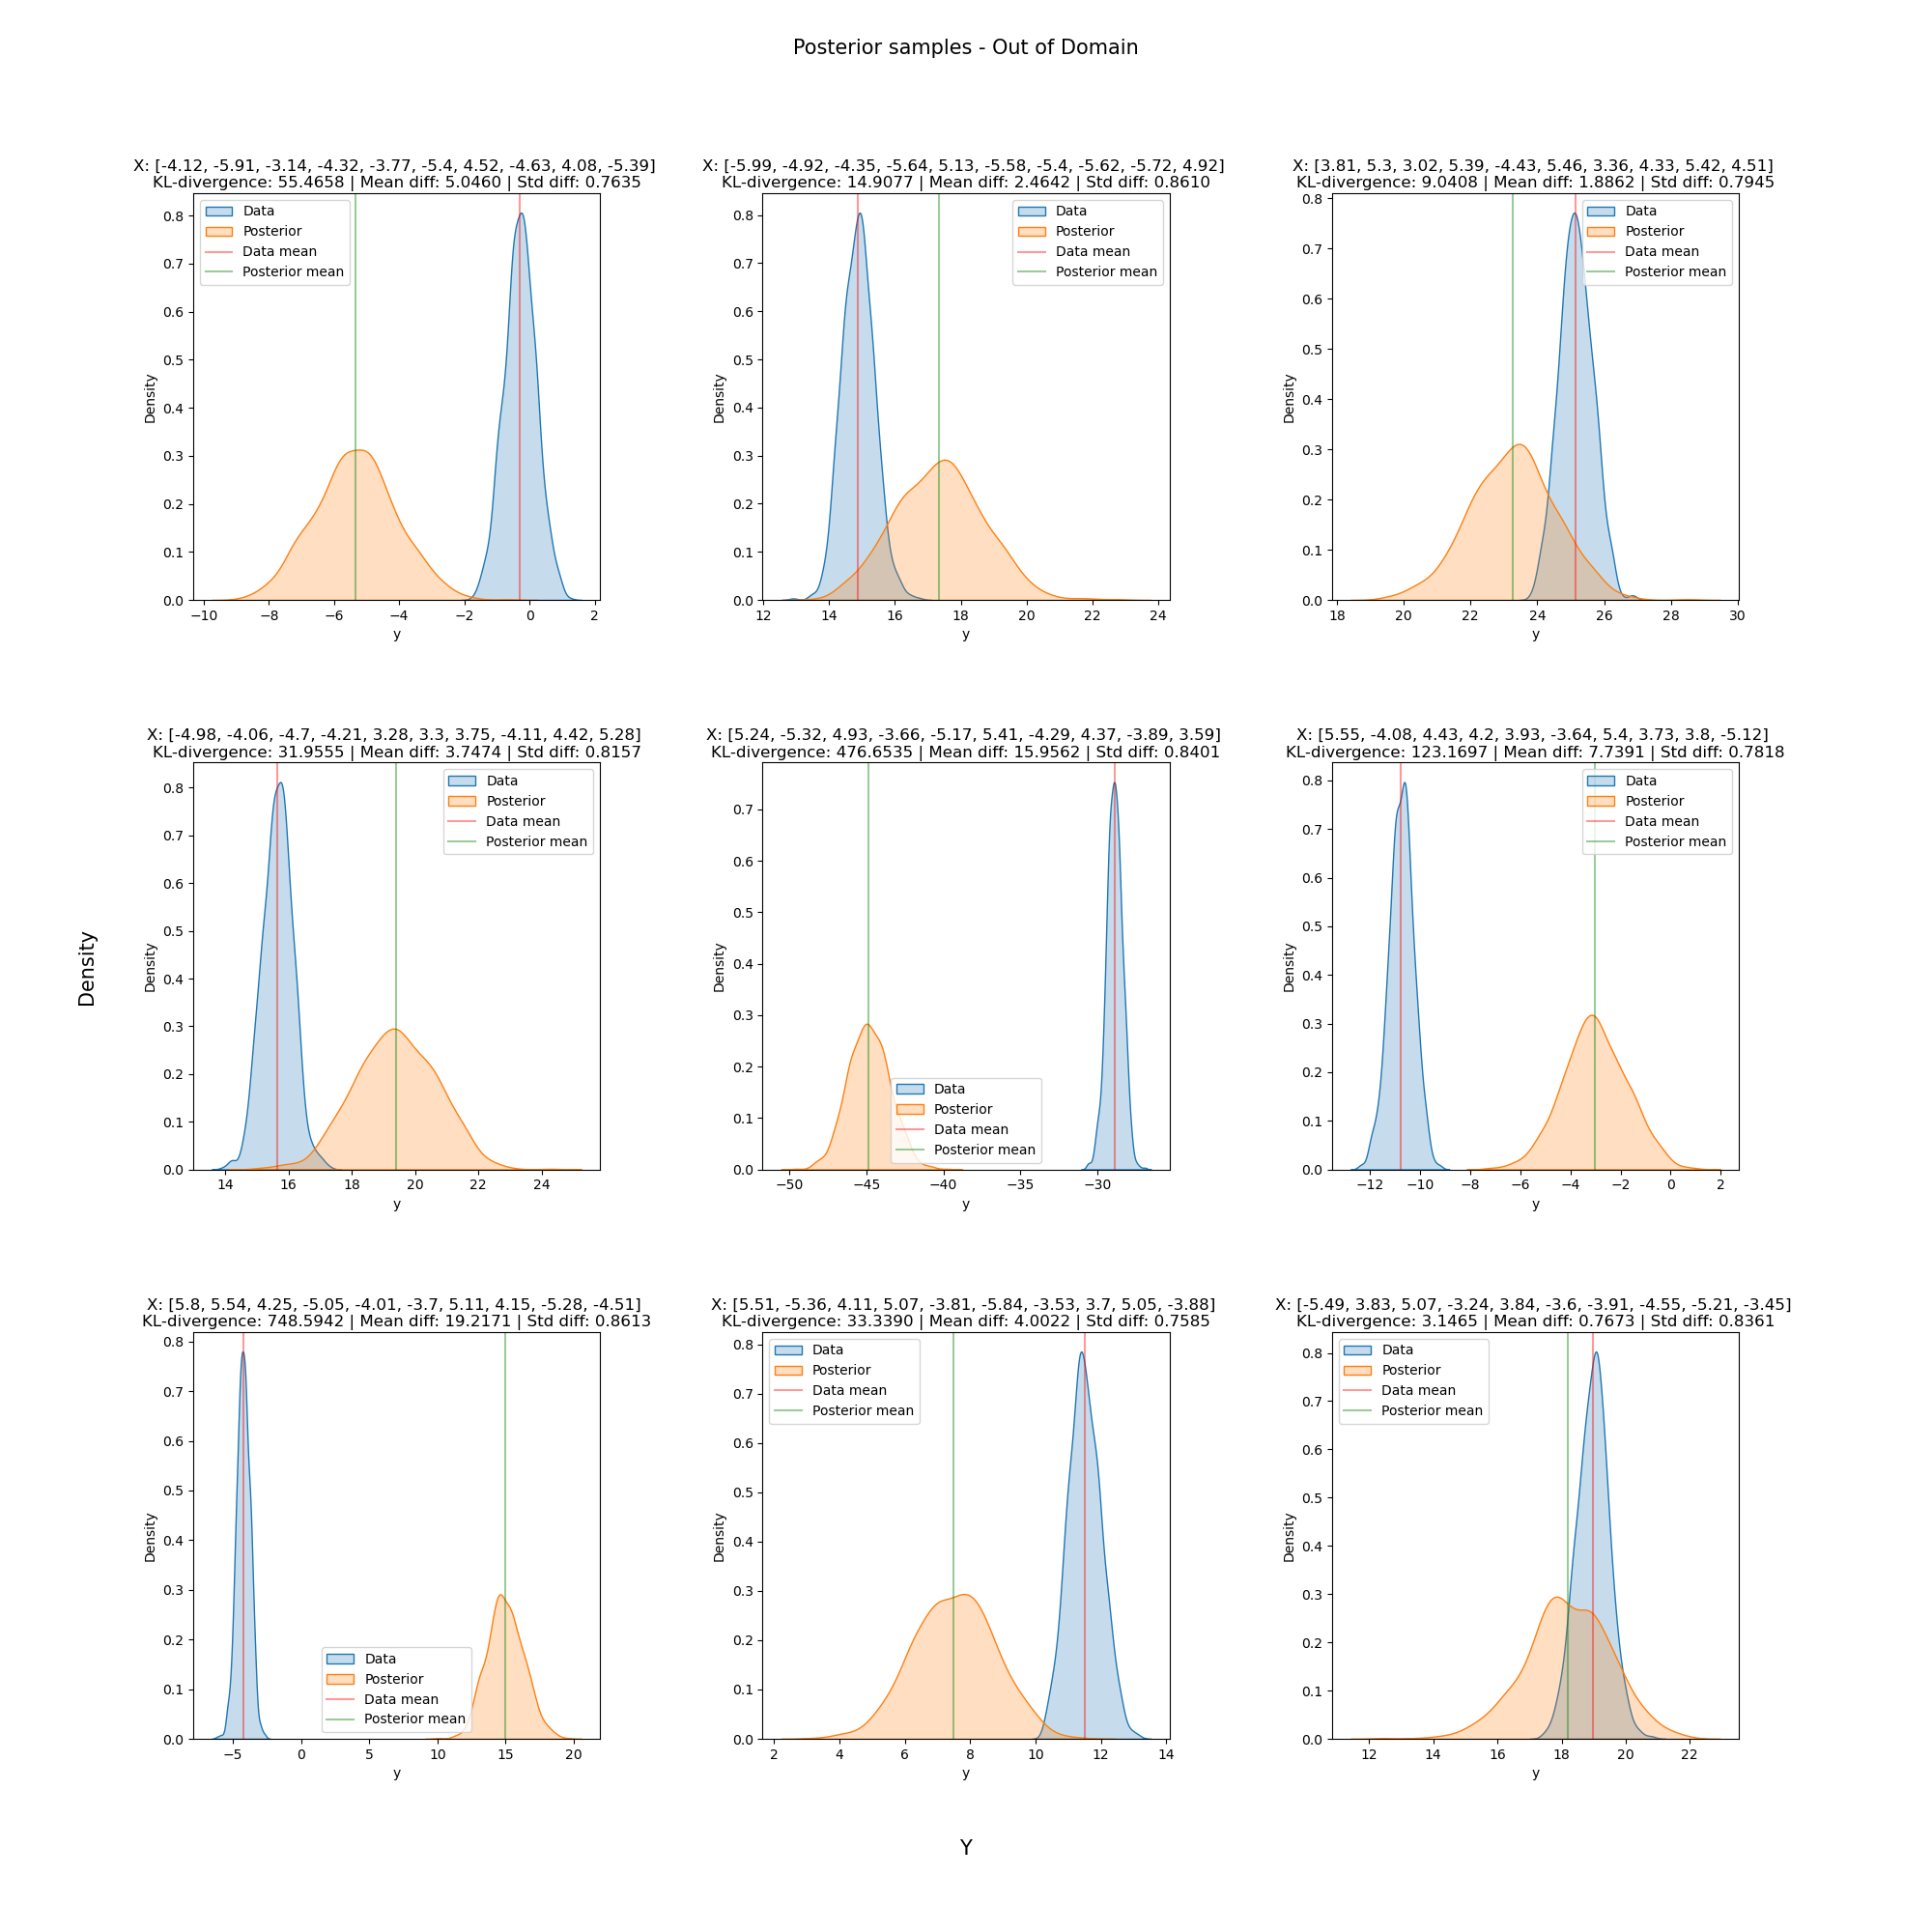 Posterior samples - Out of Domain
X: [-4.12, -5.91, -3.14, -4.32, -3.77, -5.4, 4.52, -4.63, 4.08, -5.39]
KL-divergence: 55.4658 | Mean diff: 5.0460 | Std diff: 0.7635
Data
Posterior
Data mean
Posterior mean
0.8
0.7
0.6
0.5
0.4
0.3
0.2
0.1
0.0
Density
−10 −8 −6 −4 −2 0 2
y
X: [-5.99, -4.92, -4.35, -5.64, 5.13, -5.58, -5.4, -5.62, -5.72, 4.92]
KL-divergence: 14.9077 | Mean diff: 2.4642 | Std diff: 0.8610
Data
Posterior
Data mean
Posterior mean
0.8
0.7
0.6
0.5
0.4
0.3
0.2
0.1
0.0
Density
12 14 16 18 20 22 24
y
X: [3.81, 5.3, 3.02, 5.39, -4.43, 5.46, 3.36, 4.33, 5.42, 4.51]
KL-divergence: 9.0408 | Mean diff: 1.8862 | Std diff: 0.7945
Data
Posterior
Data mean
Posterior mean
0.8
0.7
0.6
0.5
0.4
0.3
0.2
0.1
0.0
Density
18 20 22 24 26 28 30
y
Density
X: [-4.98, -4.06, -4.7, -4.21, 3.28, 3.3, 3.75, -4.11, 4.42, 5.28]
KL-divergence: 31.9555 | Mean diff: 3.7474 | Std diff: 0.8157
Data
Posterior
Data mean
Posterior mean
0.8
0.7
0.6
0.5
0.4
0.3
0.2
0.1
0.0
Density
14 16 18 20 22 24
y
X: [5.24, -5.32, 4.93, -3.66, -5.17, 5.41, -4.29, 4.37, -3.89, 3.59]
KL-divergence: 476.6535 | Mean diff: 15.9562 | Std diff: 0.8401
0.7
0.6
0.5
0.4
0.3
0.2
0.1
0.0
Density
Data
Posterior
Data mean
Posterior mean
−50 −45 −40 −35 −30
y
X: [5.55, -4.08, 4.43, 4.2, 3.93, -3.64, 5.4, 3.73, 3.8, -5.12]
KL-divergence: 123.1697 | Mean diff: 7.7391 | Std diff: 0.7818
Data
Posterior
Data mean
Posterior mean
0.8
0.7
0.6
0.5
0.4
0.3
0.2
0.1
0.0
Density
−12 −10 −8 −6 −4 −2 0 2
y
X: [5.8, 5.54, 4.25, -5.05, -4.01, -3.7, 5.11, 4.15, -5.28, -4.51]
KL-divergence: 748.5942 | Mean diff: 19.2171 | Std diff: 0.8613
0.8
0.7
0.6
0.5
0.4
0.3
0.2
0.1
0.0
Density
Data
Posterior
Data mean
Posterior mean
−5 0 5 10 15 20
y
X: [5.51, -5.36, 4.11, 5.07, -3.81, -5.84, -3.53, 3.7, 5.05, -3.88]
KL-divergence: 33.3390 | Mean diff: 4.0022 | Std diff: 0.7585
Data
Posterior
Data mean
Posterior mean
0.8
0.7
0.6
0.5
0.4
0.3
0.2
0.1
0.0
Density
2 4 6 8 10 12 14
y
X: [-5.49, 3.83, 5.07, -3.24, 3.84, -3.6, -3.91, -4.55, -5.21, -3.45]
KL-divergence: 3.1465 | Mean diff: 0.7673 | Std diff: 0.8361
Data
Posterior
Data mean
Posterior mean
0.8
0.7
0.6
0.5
0.4
0.3
0.2
0.1
0.0
Density
12 14 16 18 20 22
y
Y